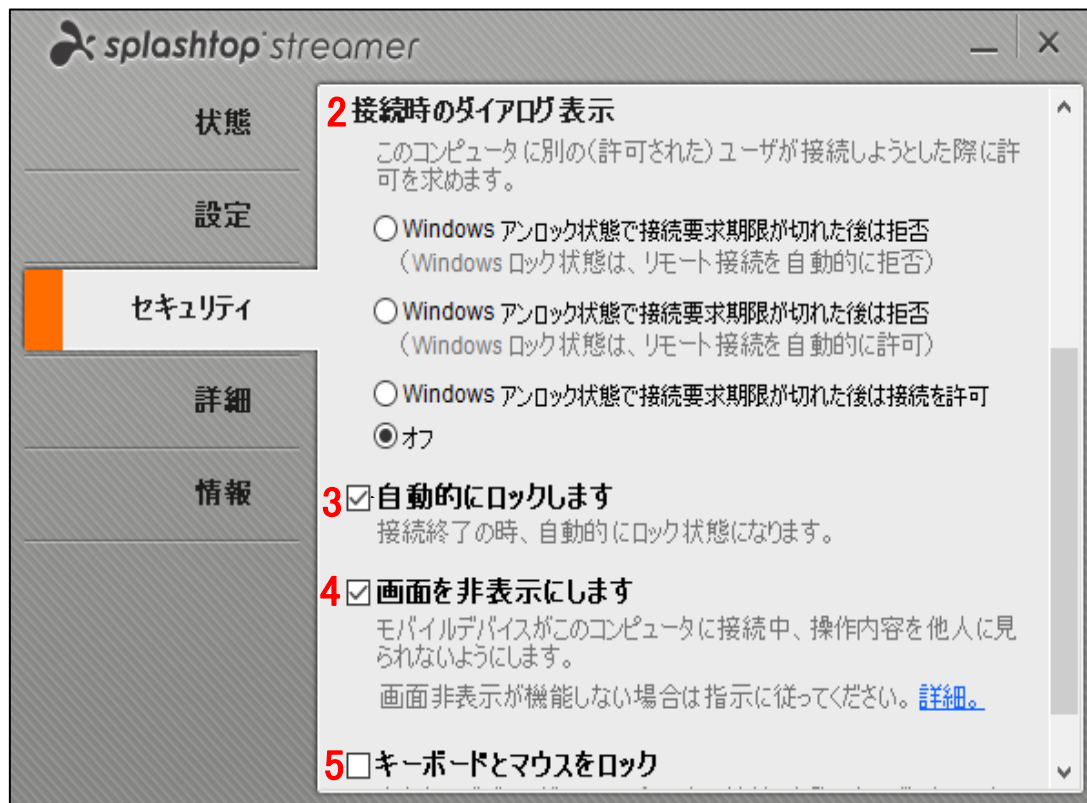 splashtop streamer
状態
設定
セキュリティ
詳細
情報
2 接続時のダイアログ表示
このコンピュータに別の(許可された)ユーザが接続しようとした際に許
可を求めます。
Windows アンロック状態で接続要求期限が切れた後は拒否
(Windows ロック状態は、リモート接続を自動的に拒否)
Windows アンロック状態で接続要求期限が切れた後は拒否
(Windows ロック状態は、リモート接続を自動的に許可)
Windows アンロック状態で接続要求期限が切れた後は接続を許可
オフ
3 自動的にロックします
接続終了の時、自動的にロック状態になります。
4 画面を非表示にします
モバイルデバイスがこのコンピュータに接続中、操作内容を他人に見
られないようにします。
画面非表示が機能しない場合は指示に従ってください。詳細。
5 キーボードとマウスをロック